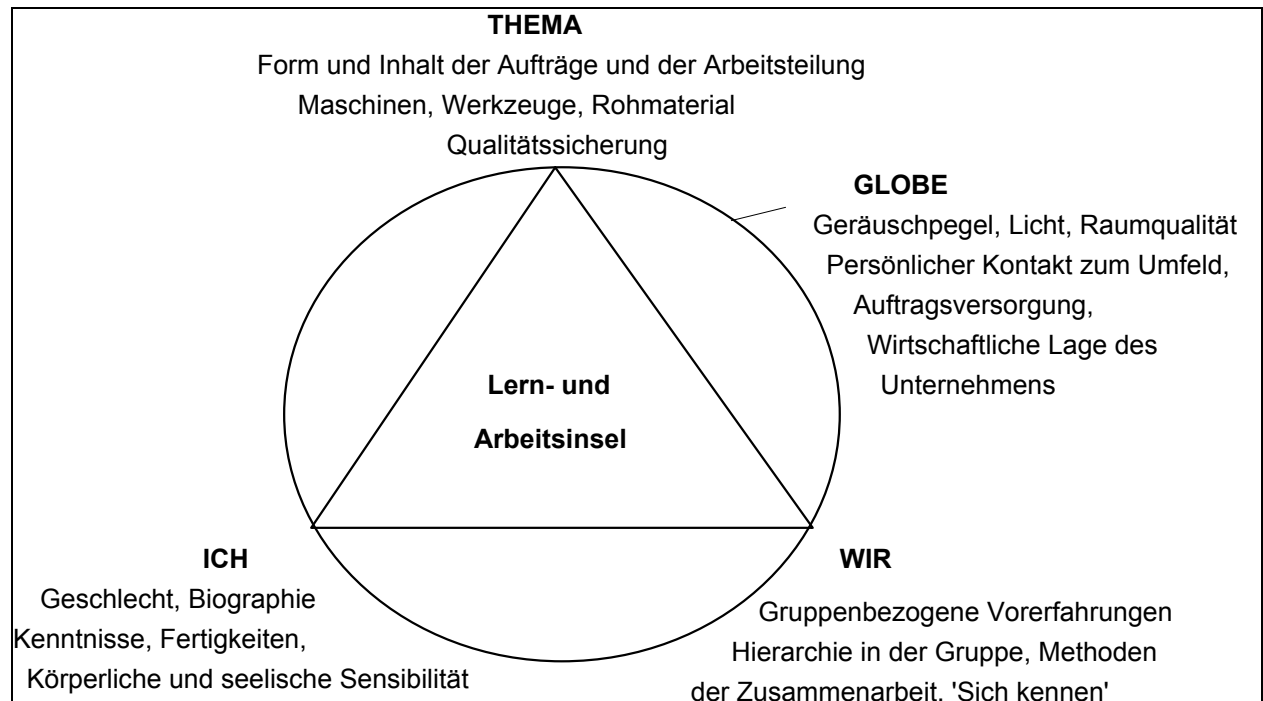 THEMA
Form und Inhalt der Aufträge und der Arbeitsteilung
Maschinen, Werkzeuge, Rohmaterial
Qualitätssicherung
GLOBE
Geräuschpegel, Licht, Raumqualität
Persönlicher Kontakt zum Umfeld,
Auftragsversorgung,
Wirtschaftliche Lage des
Unternehmens
Lern- und
Arbeitsinsel
ICH
Geschlecht, Biographie
Kenntnisse, Fertigkeiten,
Körperliche und seelische Sensibilität
WIR
Gruppenbezogene Vorerfahrungen
Hierarchie in der Gruppe, Methoden
der Zusammenarbeit, 'Sich kennen'